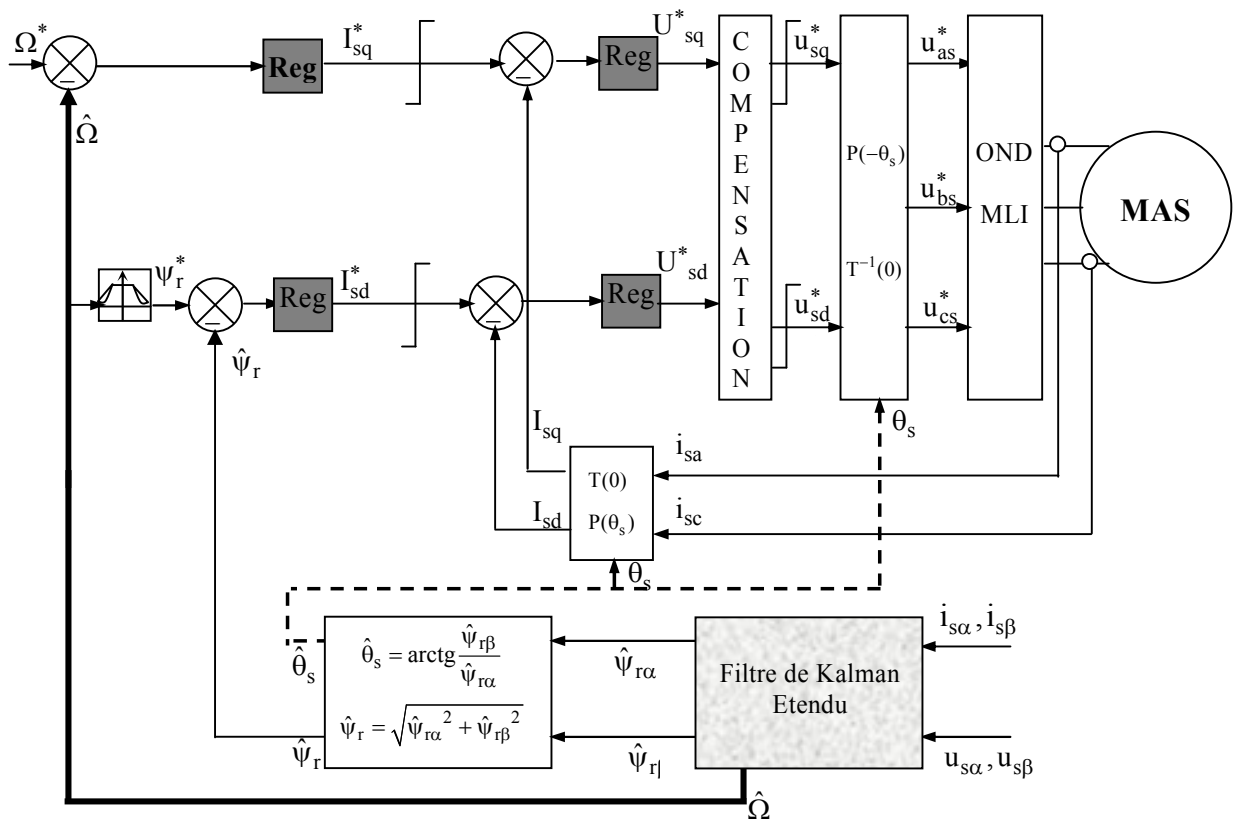 Ω*
Reg
I*sq
Reg
U*sq
COMPENSATION
u*sq
u*as
P(−θs)
OND
MAS
Ω̂
u*bs
MLI
ψ*r
Reg
I*sd
Reg
U*sd
T⁻¹(0)
u*sd
u*cs
ψ̂r
θs
Isq
isa
T(0)
Isd
P(θs)
isc
θs
isα, isβ
θ̂s
θ̂s = arctg ψ̂rβ / ψ̂rα
ψ̂rα
Filtre de Kalman
Etendu
ψ̂r = √(ψ̂rα² + ψ̂rβ²)
ψ̂r
ψ̂r|
usα, usβ
Ω̂